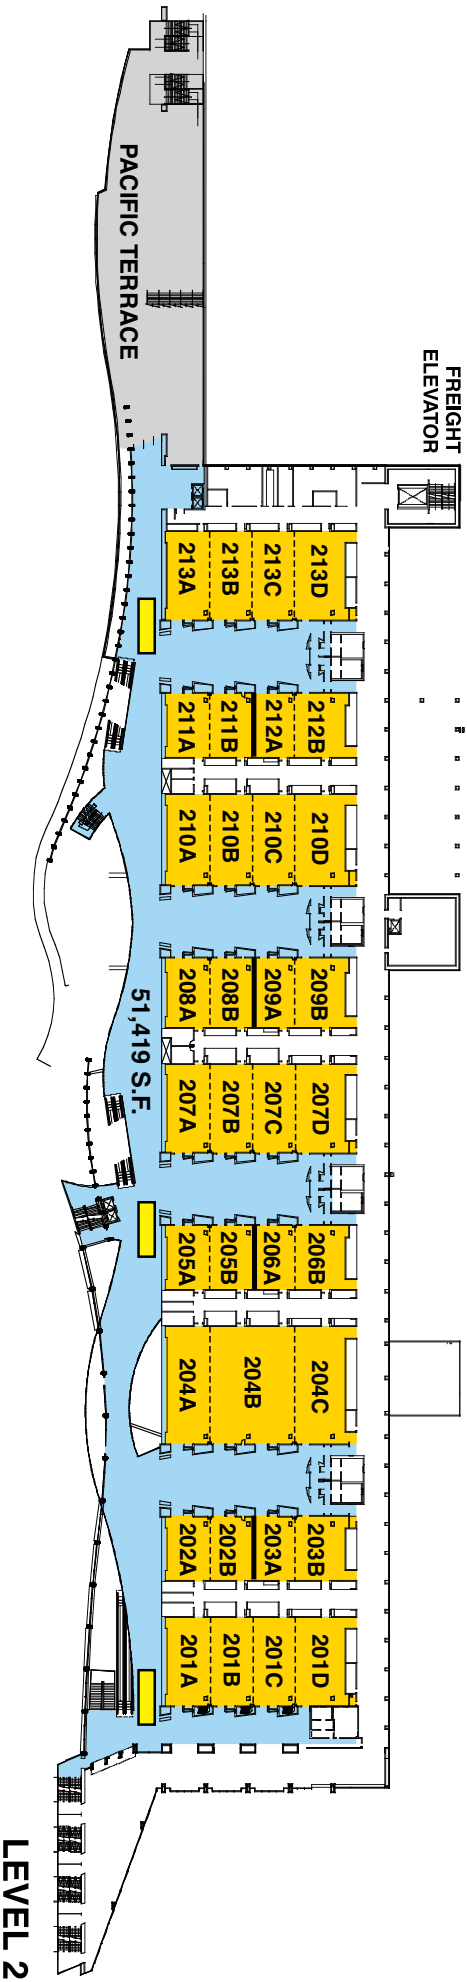 PACIFIC TERRACE
FREIGHT
ELEVATOR
213A
213B
213C
213D
211A
211B
212A
212B
210A
210B
210C
210D
208A
208B
209A
209B
51,419 S.F.
207A
207B
207C
207D
205A
205B
206A
206B
204A
204B
204C
202A
202B
203A
203B
201A
201B
201C
201D
LEVEL 2